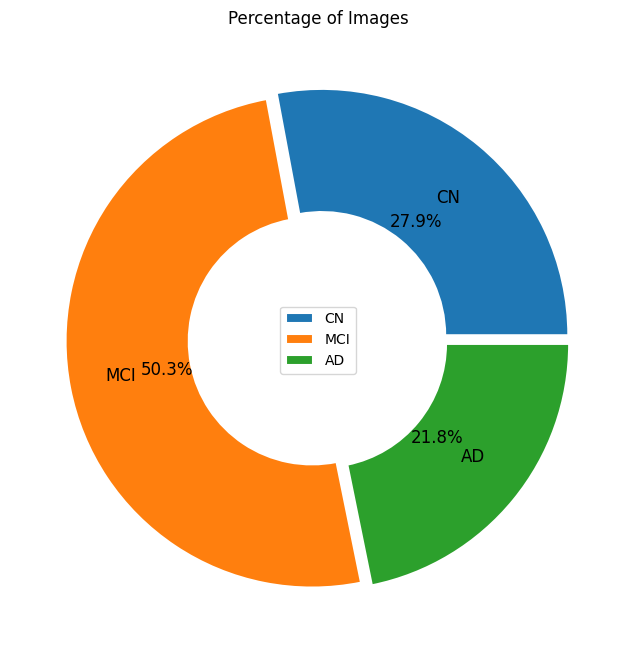 Percentage of Images
CN
27.9%
CN
MCI
AD
MCI
50.3%
21.8%
AD